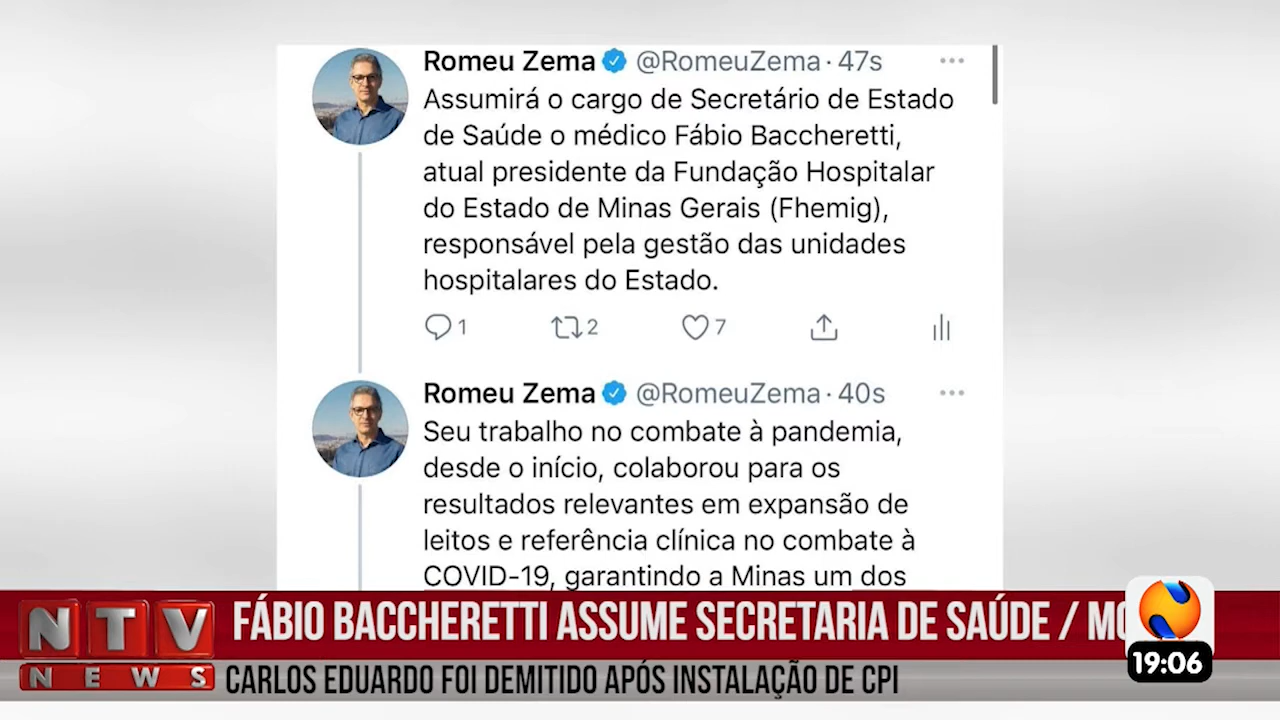 Romeu Zema @RomeuZema · 47s
Assumirá o cargo de Secretário de Estado
de Saúde o médico Fábio Baccheretti,
atual presidente da Fundação Hospitalar
do Estado de Minas Gerais (Fhemig),
responsável pela gestão das unidades
hospitalares do Estado.
1 2 7
Romeu Zema @RomeuZema · 40s
Seu trabalho no combate à pandemia,
desde o início, colaborou para os
resultados relevantes em expansão de
leitos e referência clínica no combate à
COVID-19, garantindo a Minas um dos
NTV
NEWS
FÁBIO BACCHERETTI ASSUME SECRETARIA DE SAÚDE /
CARLOS EDUARDO FOI DEMITIDO APÓS INSTALAÇÃO DE CPI
19:06